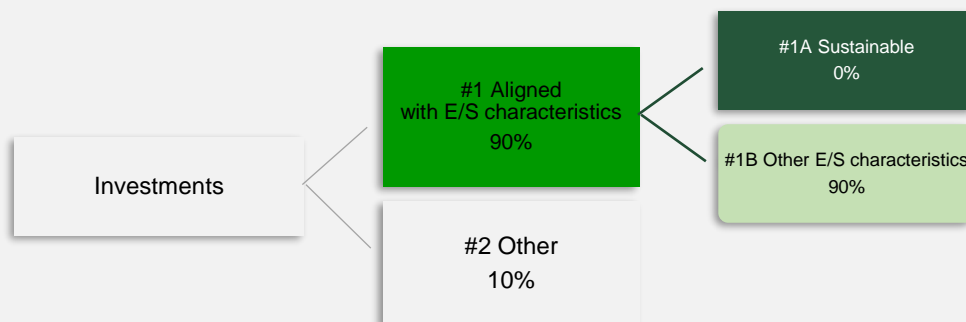 Investments
#1 Aligned
with E/S characteristics
90%
#2 Other
10%
#1A Sustainable
0%
#1B Other E/S characteristics
90%